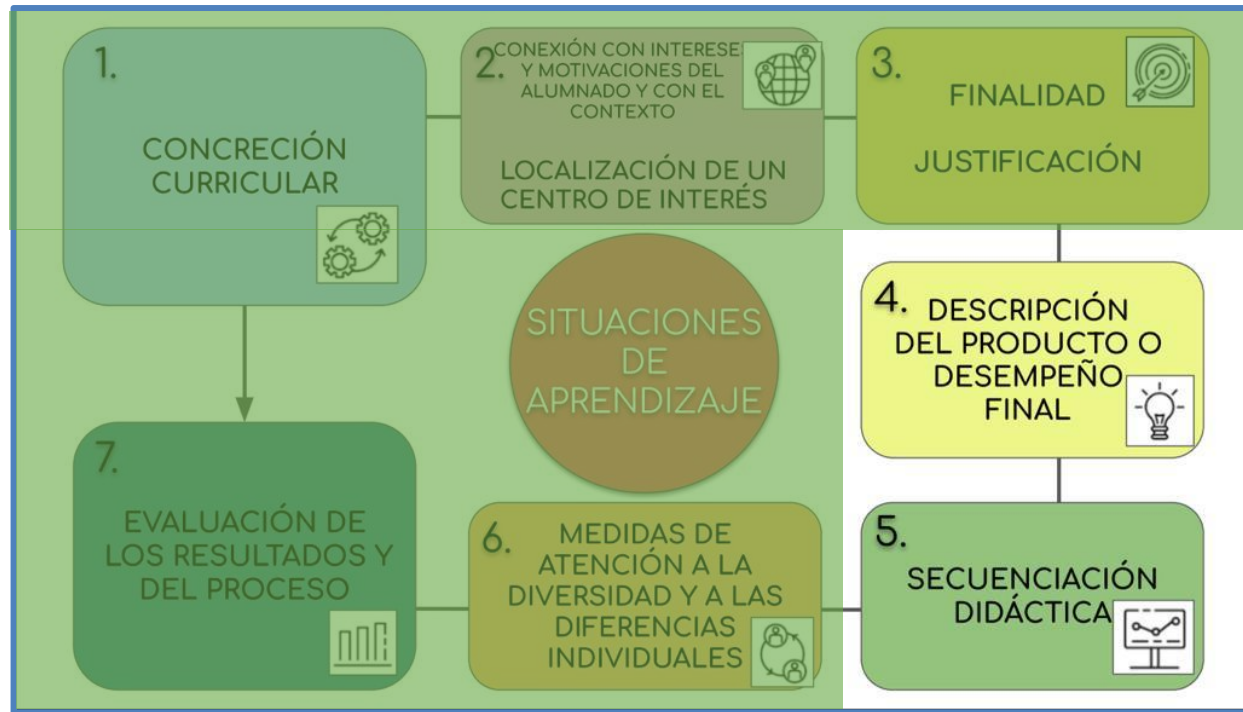 1.
CONCRECIÓN
CURRICULAR
2.
CONEXIÓN CON INTERESE
Y MOTIVACIONES DEL
ALUMNADO Y CON EL
CONTEXTO
LOCALIZACIÓN DE UN
CENTRO DE INTERÉS
3.
FINALIDAD
JUSTIFICACIÓN
SITUACIONES
DE
APRENDIZAJE
4.
DESCRIPCIÓN
DEL PRODUCTO O
DESEMPEÑO
FINAL
5.
SECUENCIACIÓN
DIDÁCTICA
6.
MEDIDAS DE
ATENCIÓN A LA
DIVERSIDAD Y A LAS
DIFERENCIAS
INDIVIDUALES
7.
EVALUACIÓN DE
LOS RESULTADOS Y
DEL PROCESO